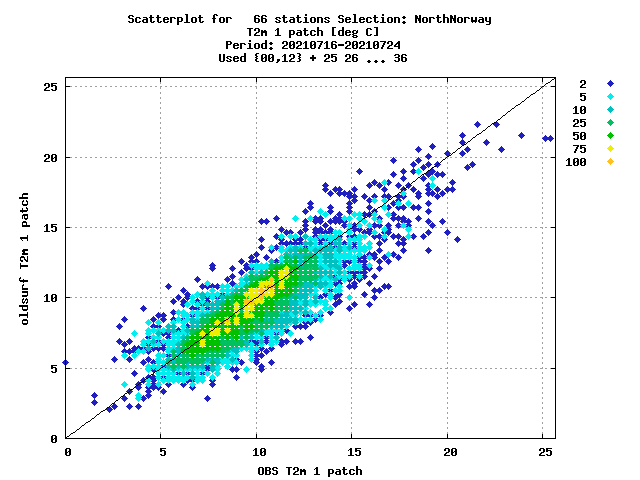 Scatterplot for   66 stations Selection: NorthNorway
T2m 1 patch [deg C]
Period: 20210716-20210724
Used {00,12} + 25 26 ... 36
25
20
15
10
5
0
oldsurf T2m 1 patch
0 5 10 15 20 25
OBS T2m 1 patch
2
5
10
25
50
75
100